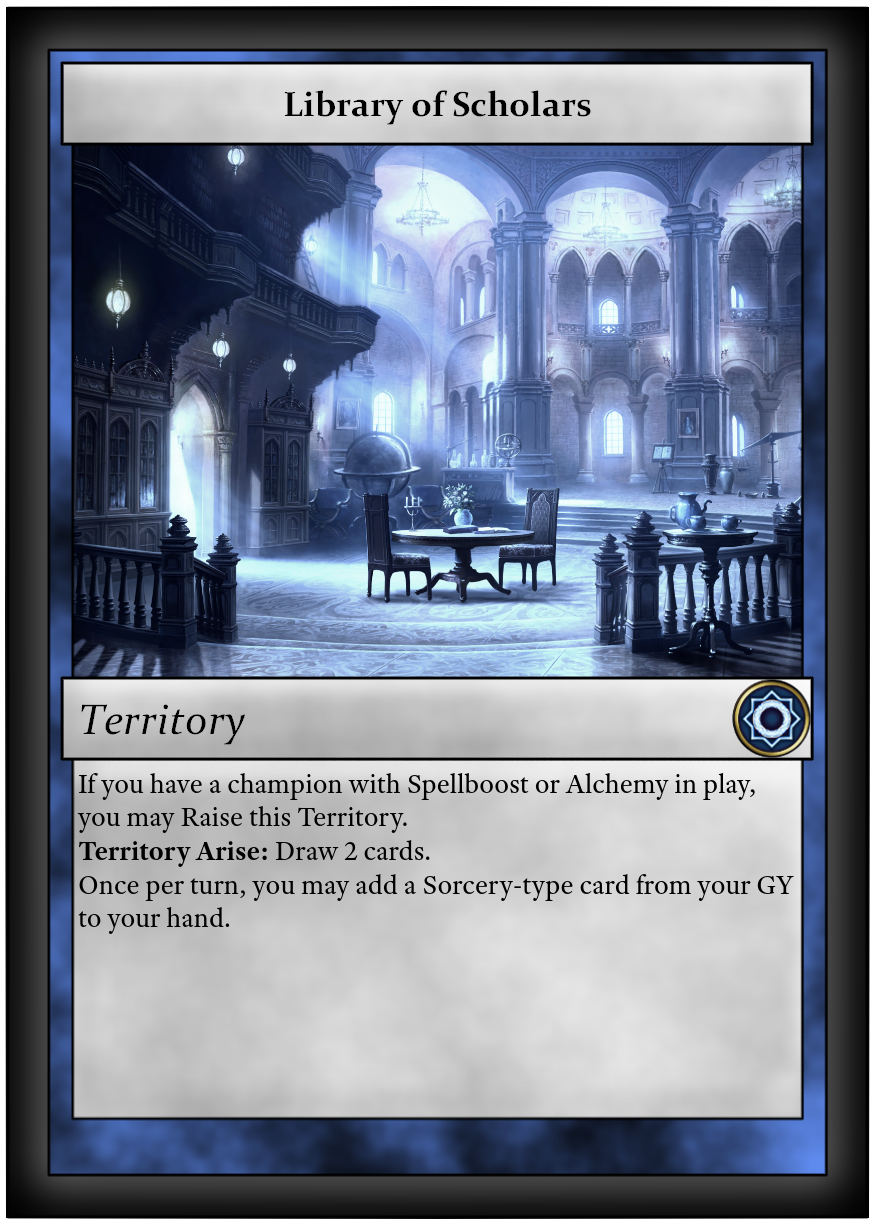 Library of Scholars
Territory
If you have a champion with Spellboost or Alchemy in play,
you may Raise this Territory.
Territory Arise: Draw 2 cards.
Once per turn, you may add a Sorcery-type card from your GY
to your hand.